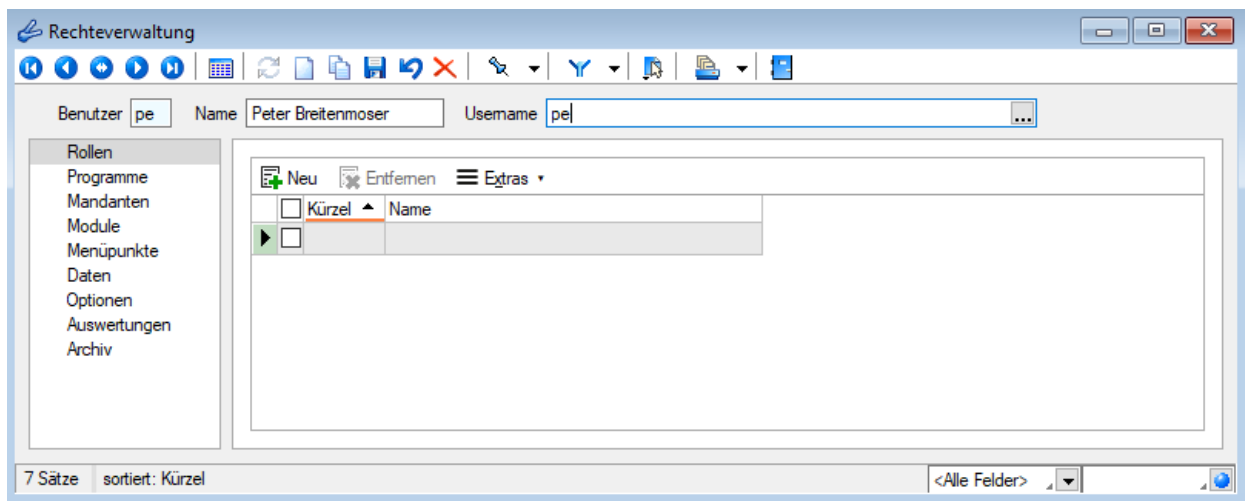 Rechteverwaltung
Benutzer pe Name Peter Breitenmoser Username pe ...
Rollen
Programme
Mandanten
Module
Menüpunkte
Daten
Optionen
Auswertungen
Archiv
Neu Entfernen Extras
Kürzel Name
7 Sätze sortiert: Kürzel <Alle Felder>